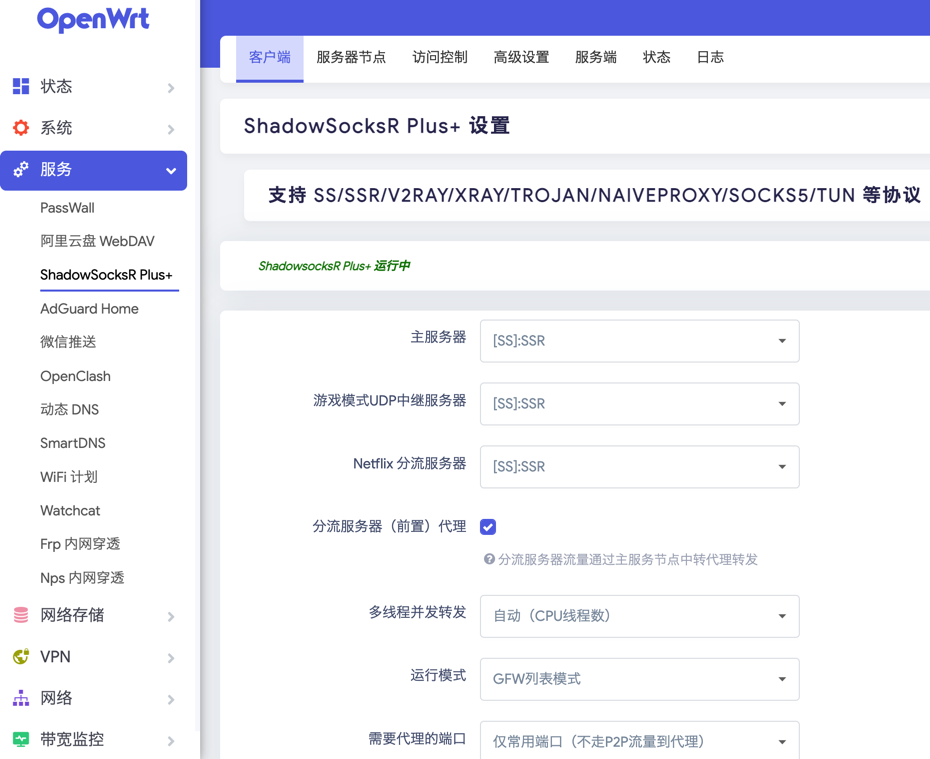 OpenWrt
状态
系统
服务
PassWall
阿里云盘 WebDAV
ShadowSocksR Plus+
AdGuard Home
微信推送
OpenClash
动态 DNS
SmartDNS
WiFi 计划
Watchcat
Frp 内网穿透
Nps 内网穿透
网络存储
VPN
网络
带宽监控
客户端 服务器节点 访问控制 高级设置 服务端 状态 日志
ShadowSocksR Plus+ 设置
支持 SS/SSR/V2RAY/XRAY/TROJAN/NAIVEPROXY/SOCKS5/TUN 等协议
ShadowsocksR Plus+ 运行中
主服务器 [SS]:SSR
游戏模式UDP中继服务器 [SS]:SSR
Netflix 分流服务器 [SS]:SSR
分流服务器（前置）代理
分流服务器流量通过主服务节点中转代理转发
多线程并发转发 自动（CPU线程数）
运行模式 GFW列表模式
需要代理的端口 仅常用端口（不走P2P流量到代理）